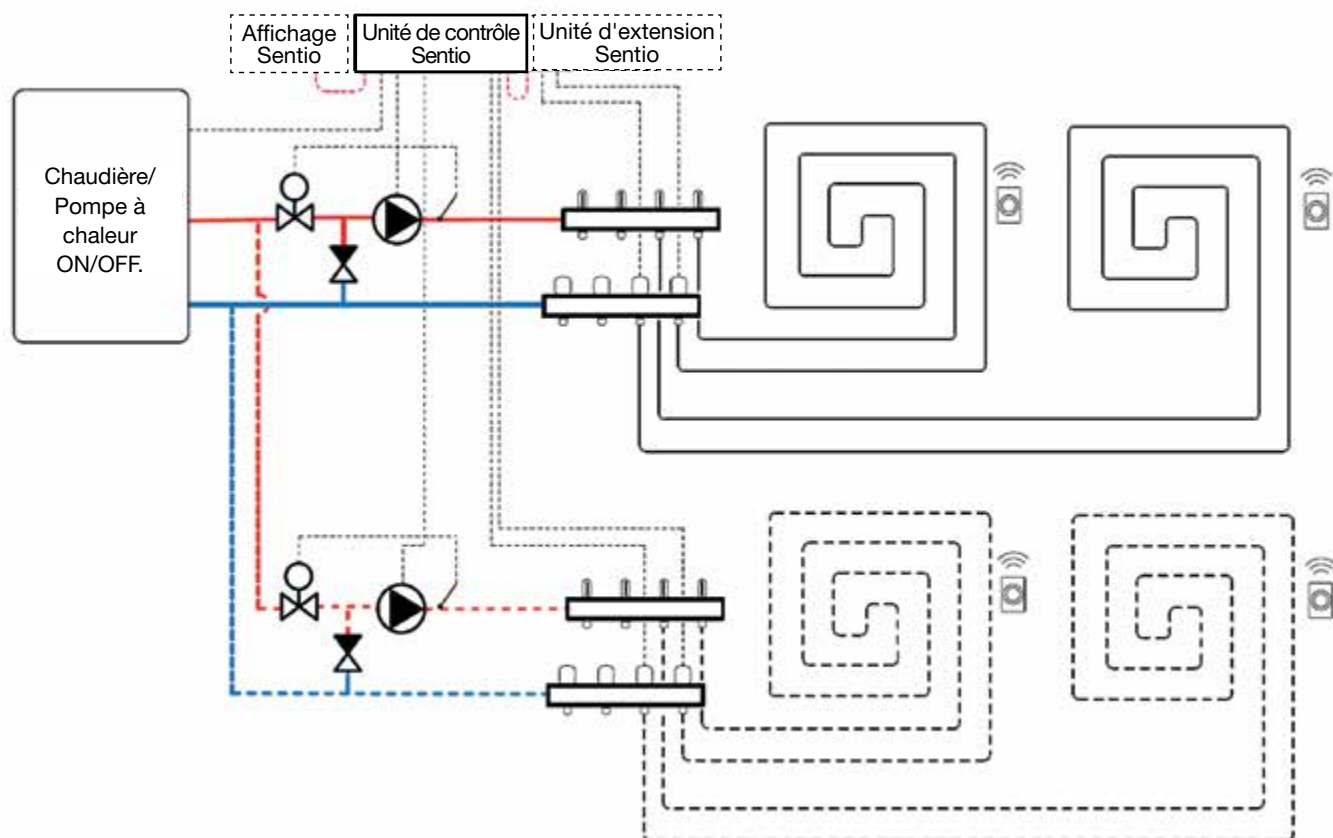 Affichage
Sentio
Unité de contrôle
Sentio
Unité d'extension
Sentio
Chaudière/
Pompe à
chaleur
ON/OFF.